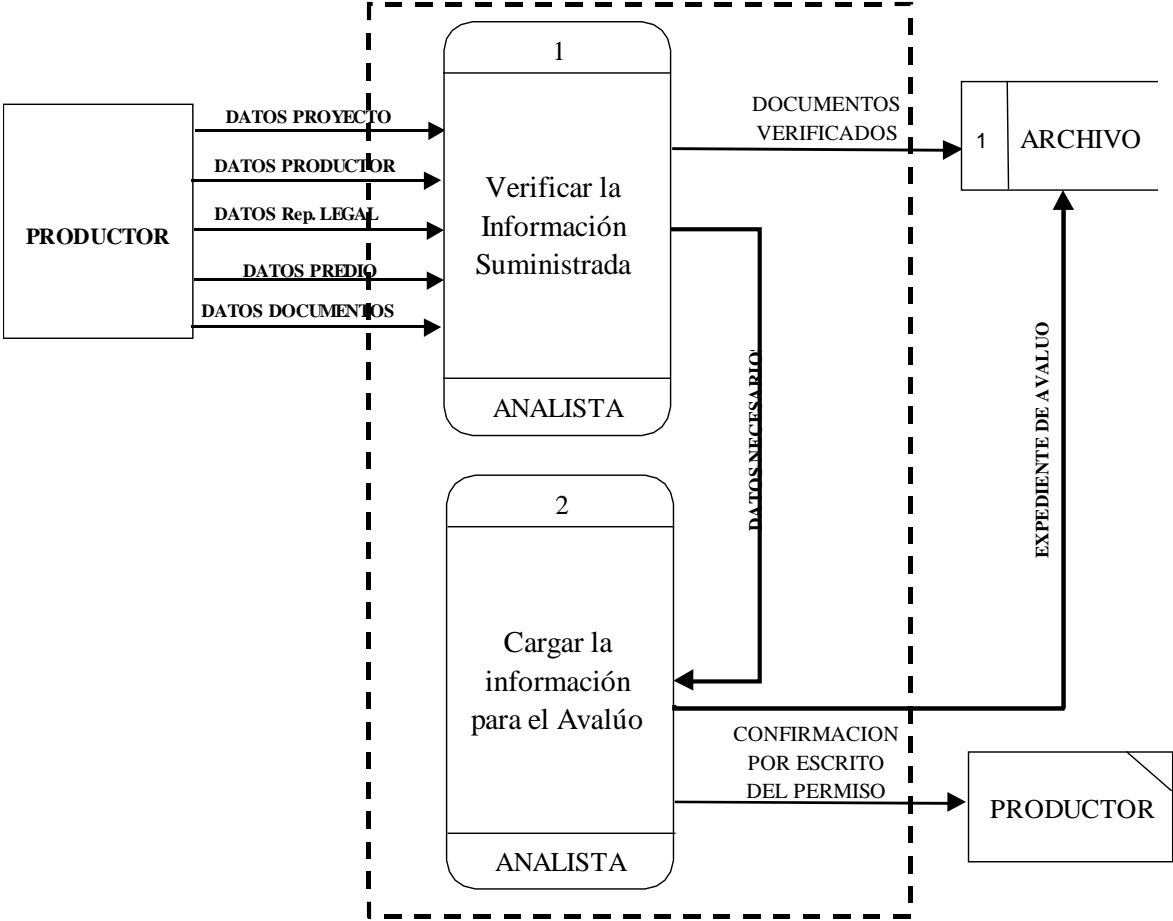 PRODUCTOR
DATOS PROYECTO
DATOS PRODUCTOR
DATOS Rep. LEGAL
DATOS PREDIO
DATOS DOCUMENTOS
1
Verificar la
Información
Suministrada
ANALISTA
DOCUMENTOS
VERIFICADOS
1
ARCHIVO
DATOS NECESARIO
EXPEDIENTE DE AVALUO
2
Cargar la
información
para el Avalúo
ANALISTA
CONFIRMACION
POR ESCRITO
DEL PERMISO
PRODUCTOR